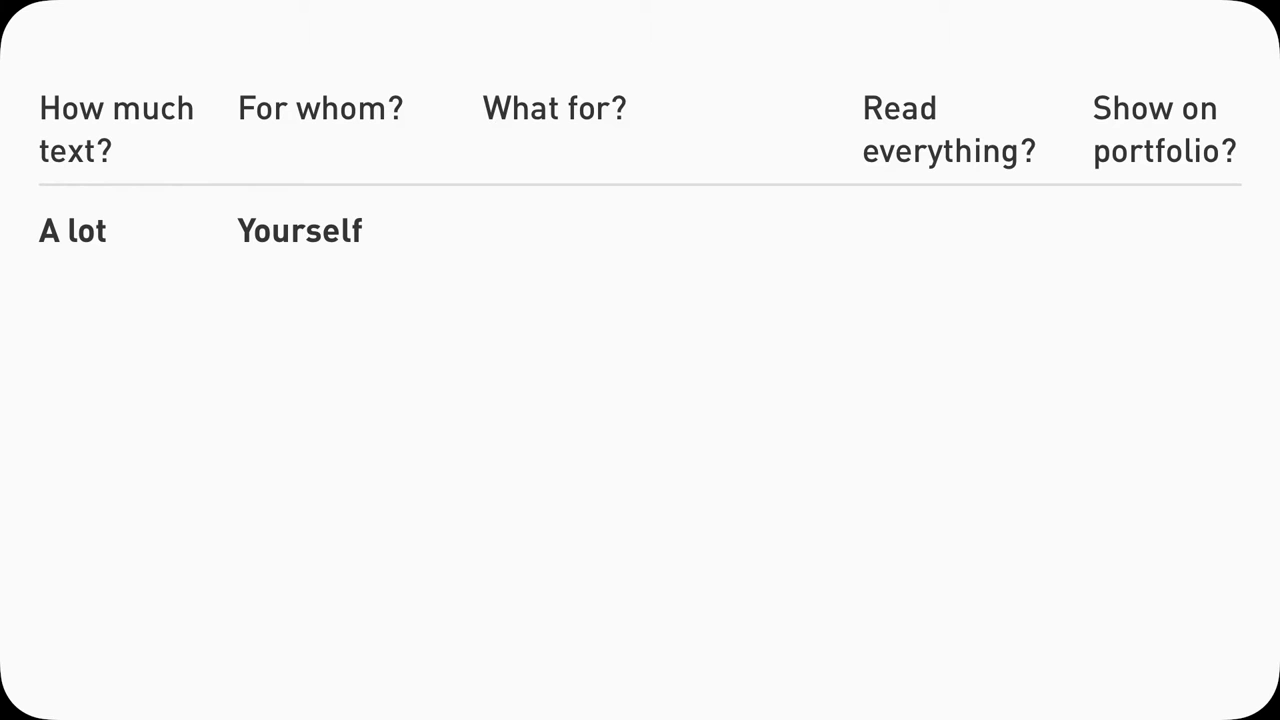 How much text?
For whom?
What for?
Read everything?
Show on portfolio?
A lot
Yourself